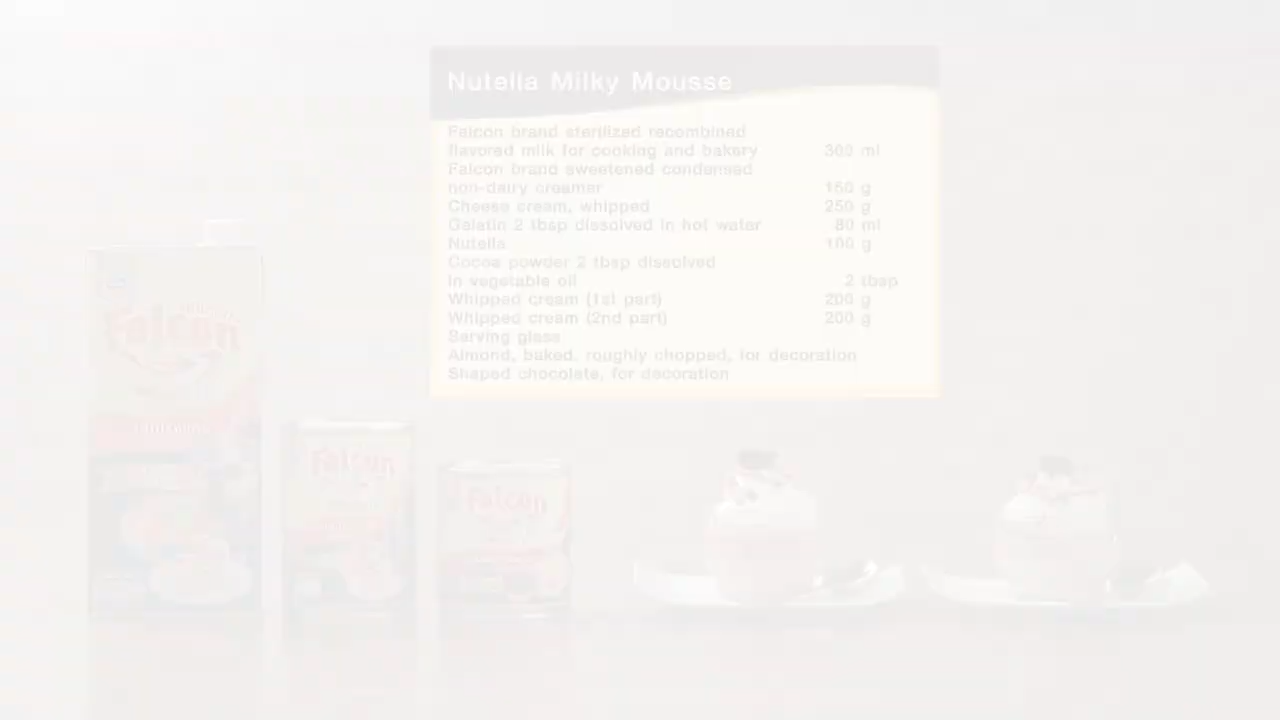 Nutella Milky Mousse
Falcon brand sterilized recombined
flavored milk for cooking and bakery 300 ml
Falcon brand sweetened condensed
non-dairy creamer 150 g
Cheese cream, whipped 250 g
Gelatin 2 tbsp dissolved in hot water 80 ml
Nutella 100 g
Cocoa powder 2 tbsp dissolved
in vegetable oil 2 tbsp
Whipped cream (1st part) 200 g
Whipped cream (2nd part) 200 g
Serving glass
Almond, baked, roughly chopped, for decoration
Shaped chocolate, for decoration
Falcon
Falcon
Falcon